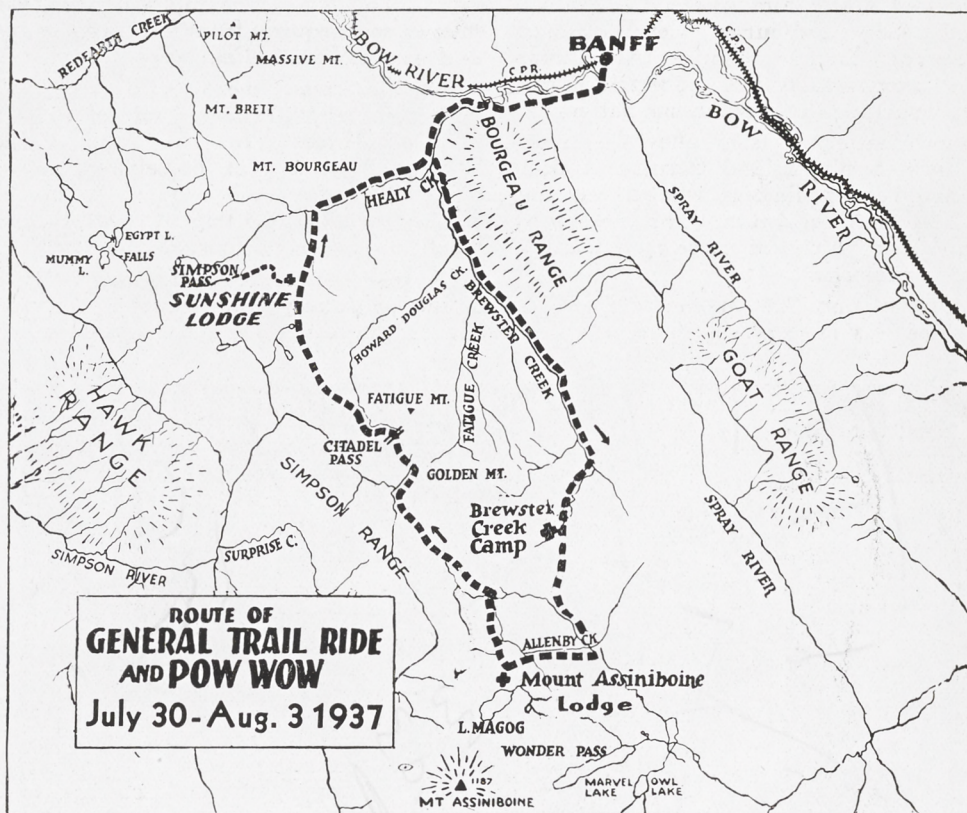 REDEARTH CREEK
PILOT MT.
MASSIVE MT.
MT. BRETT
BOW RIVER
C.P.R.
BANFF
C.P.R.
BOW RIVER
MT. BOURGEAU
HEALY CK
BOURGEAU RANGE
SPRAY RIVER
EGYPT L.
MUMMY L.
FALLS
SIMPSON PASS
SUNSHINE LODGE
HOWARD DOUGLAS CK.
BREWSTER CREEK
FATIGUE CREEK
GOAT RANGE
HAWK RANGE
FATIGUE MT.
CITADEL PASS
GOLDEN MT.
SIMPSON RANGE
Brewster
Creek
Camp
SPRAY RIVER
SIMPSON RIVER
SURPRISE C.
ROUTE OF
GENERAL TRAIL RIDE
AND POW WOW
July 30-Aug. 3 1937
ALLENBY CK
Mount Assiniboine
Lodge
L. MAGOG
WONDER PASS
MARVEL LAKE
OWL LAKE
1187
MT ASSINIBOINE